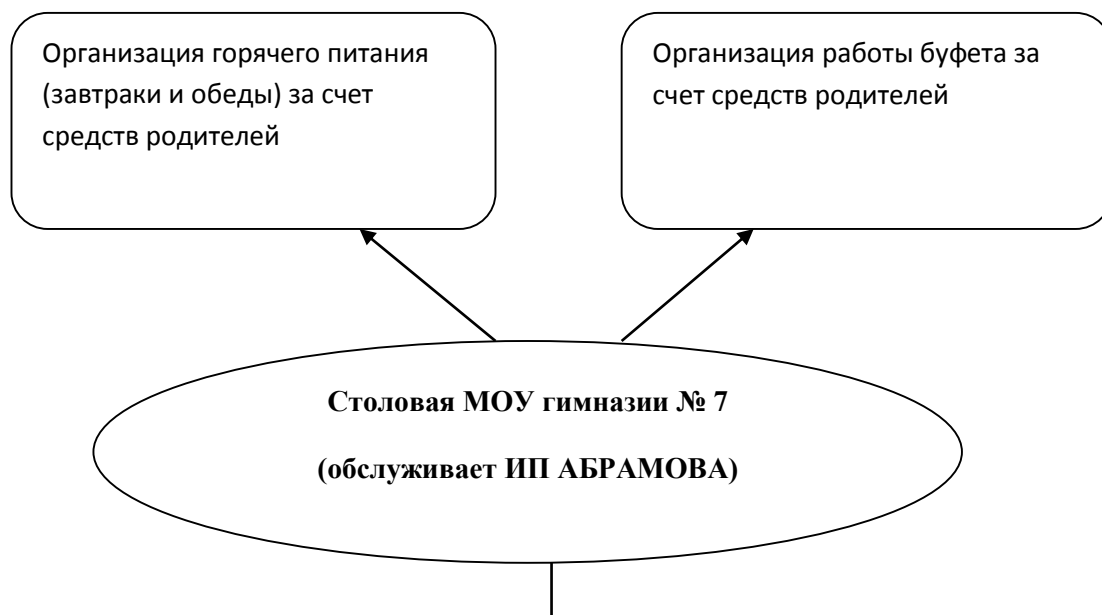 Организация горячего питания
(завтраки и обеды) за счет
средств родителей
Организация работы буфета за
счет средств родителей
Столовая МОУ гимназии № 7
(обслуживает ИП АБРАМОВА)